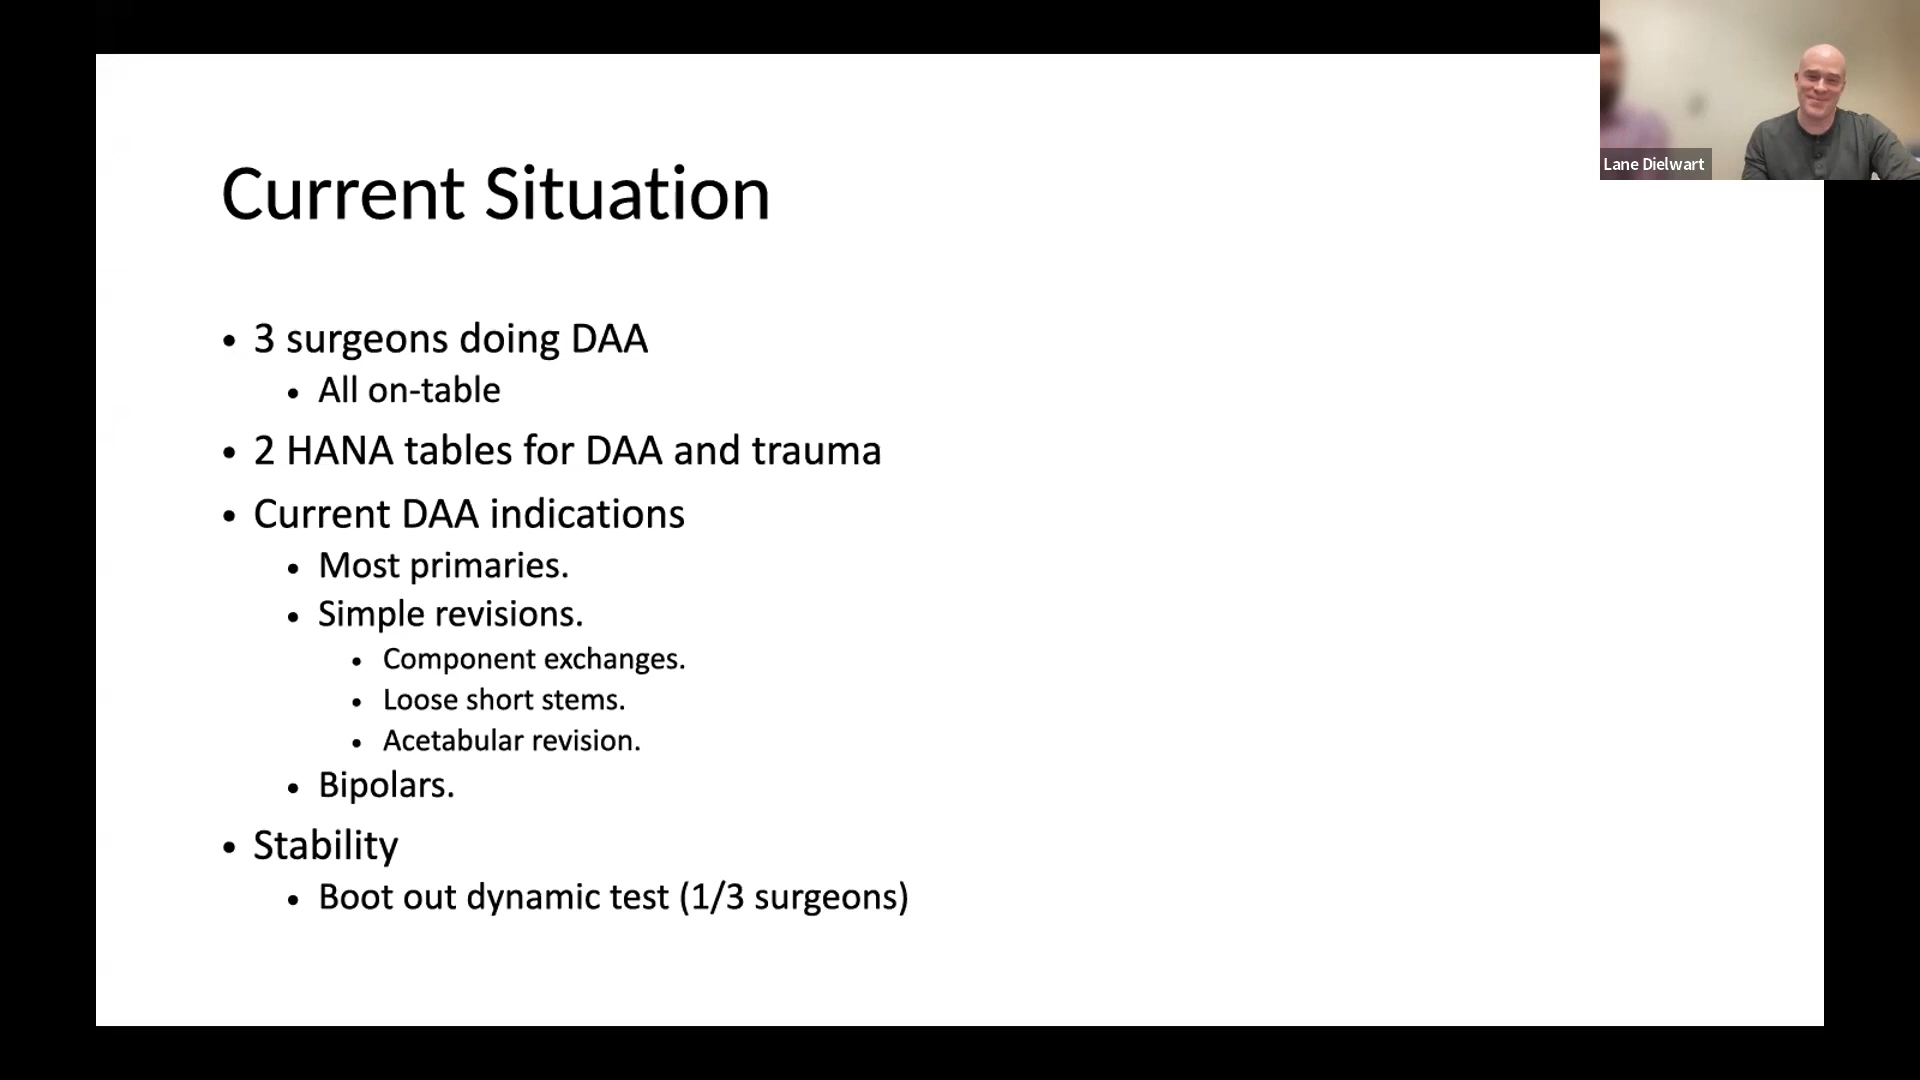 Lane Dielwart
Current Situation
• 3 surgeons doing DAA
• All on-table
• 2 HANA tables for DAA and trauma
• Current DAA indications
• Most primaries.
• Simple revisions.
• Component exchanges.
• Loose short stems.
• Acetabular revision.
• Bipolars.
• Stability
• Boot out dynamic test (1/3 surgeons)